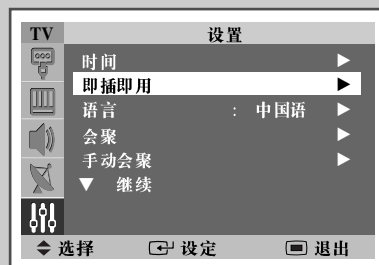 TV 设置
时间 ▶
即插即用 ▶
语言 : 中国语 ▶
会聚 ▶
手动会聚 ▶
▼ 继续
选择 设定 退出